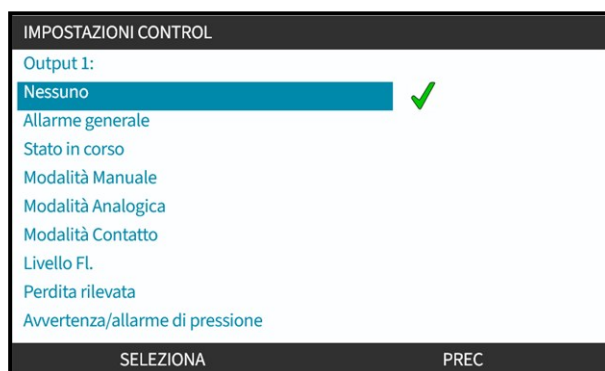 IMPOSTAZIONI CONTROL
Output 1:
Nessuno
Allarme generale
Stato in corso
Modalità Manuale
Modalità Analogica
Modalità Contatto
Livello Fl.
Perdita rilevata
Avvertenza/allarme di pressione
SELEZIONA PREC